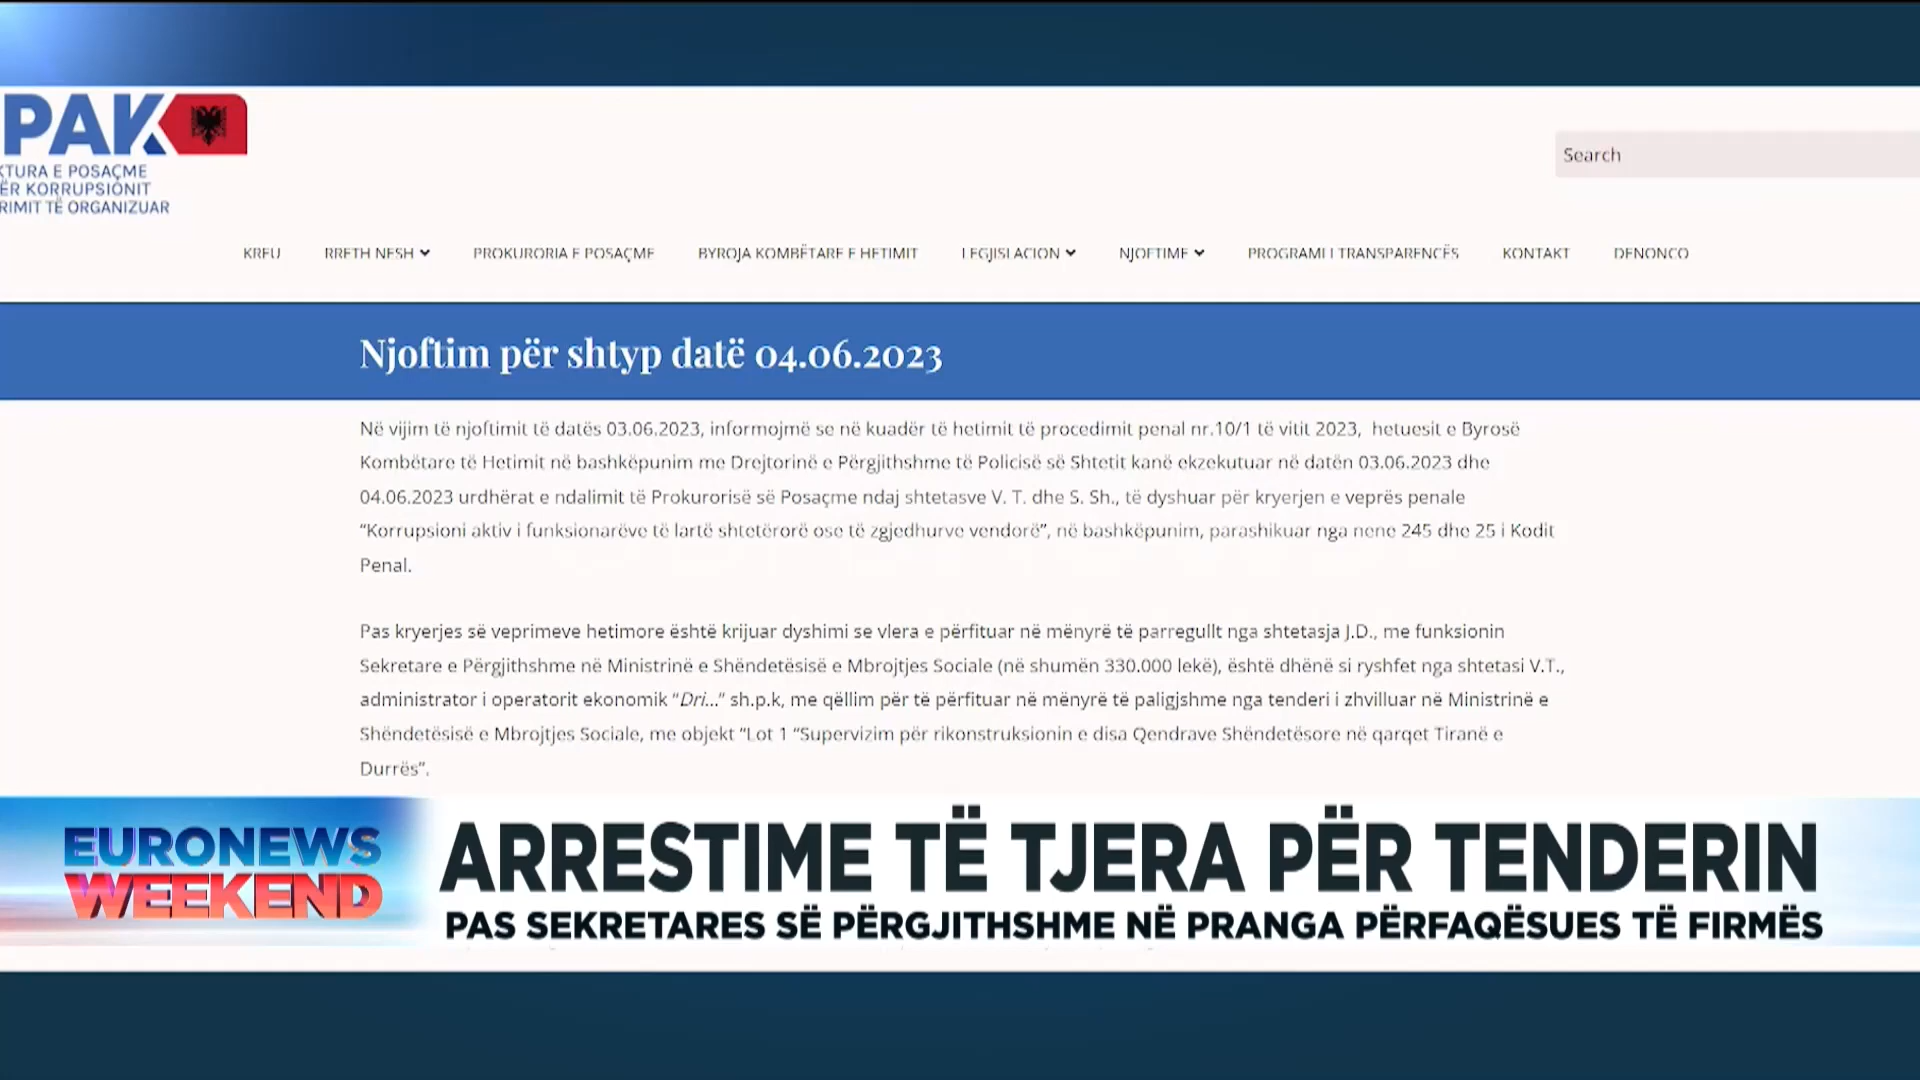 PAK
KTURA E POSAÇME
ËR KORRUPSIONIT
RIMIT TË ORGANIZUAR
Search
KREU RRETH NESH PROKURORIA E POSAÇME BYROJA KOMBËTARE E HETIMIT LEGJISLACION NJOFTIME PROGRAMI I TRANSPARENCËS KONTAKT DENONCO
Njoftim për shtyp datë 04.06.2023
Në vijim të njoftimit të datës 03.06.2023, informojmë se në kuadër të hetimit të procedimit penal nr.10/1 të vitit 2023, hetuesit e Byrosë
Kombëtare të Hetimit në bashkëpunim me Drejtorinë e Përgjithshme të Policisë së Shtetit kanë ekzekutuar në datën 03.06.2023 dhe
04.06.2023 urdhërat e ndalimit të Prokurorisë së Posaçme ndaj shtetasve V. T. dhe S. Sh., të dyshuar për kryerjen e veprës penale
“Korrupsioni aktiv i funksionarëve të lartë shtetërorë ose të zgjedhurve vendorë”, në bashkëpunim, parashikuar nga nene 245 dhe 25 i Kodit
Penal.
Pas kryerjes së veprimeve hetimore është krijuar dyshimi se vlera e përfituar në mënyrë të parregullt nga shtetasja J.D., me funksionin
Sekretare e Përgjithshme në Ministrinë e Shëndetësisë e Mbrojtjes Sociale (në shumën 330.000 lekë), është dhënë si ryshfet nga shtetasi V.T.,
administrator i operatorit ekonomik “Dri...” sh.p.k, me qëllim për të përfituar në mënyrë të paligjshme nga tenderi i zhvilluar në Ministrinë e
Shëndetësisë e Mbrojtjes Sociale, me objekt “Lot 1 “Supervizim për rikonstruksionin e disa Qendrave Shëndetësore në qarqet Tiranë e
Durrës”.
EURONEWS
WEEKEND
ARRESTIME TË TJERA PËR TENDERIN
PAS SEKRETARES SË PËRGJITHSHME NË PRANGA PËRFAQËSUES TË FIRMËS